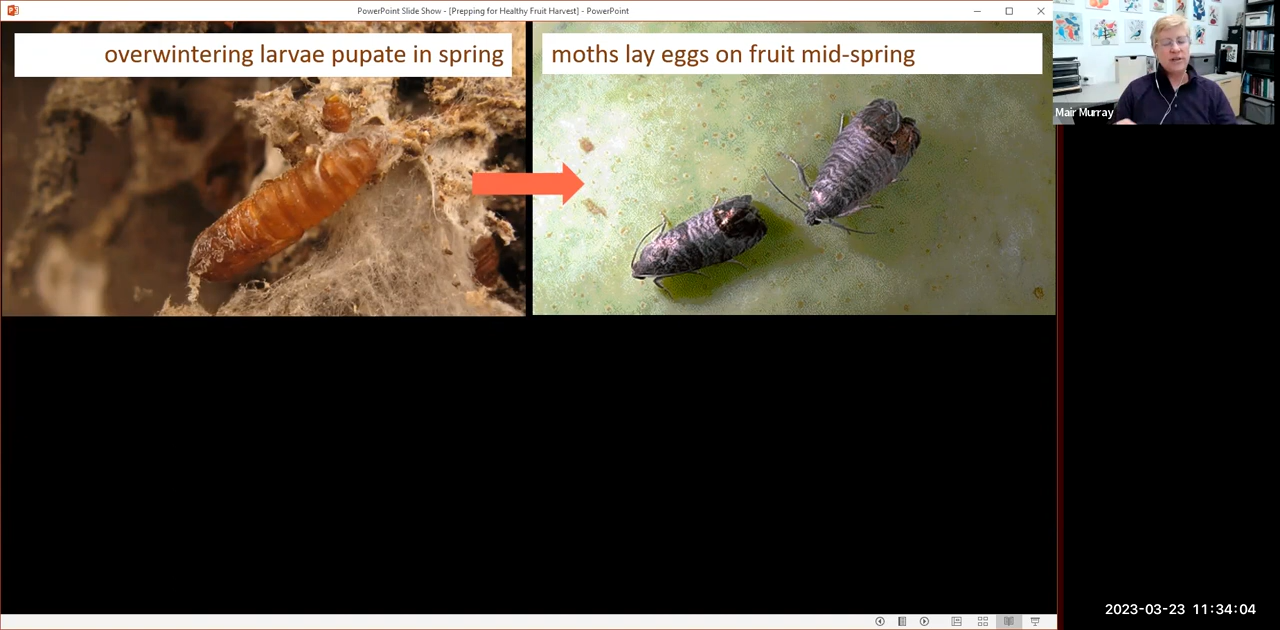 PowerPoint Slide Show - [Prepping for Healthy Fruit Harvest] - PowerPoint
overwintering larvae pupate in spring
moths lay eggs on fruit mid-spring
Mair Murray
2023-03-23 11:34:04